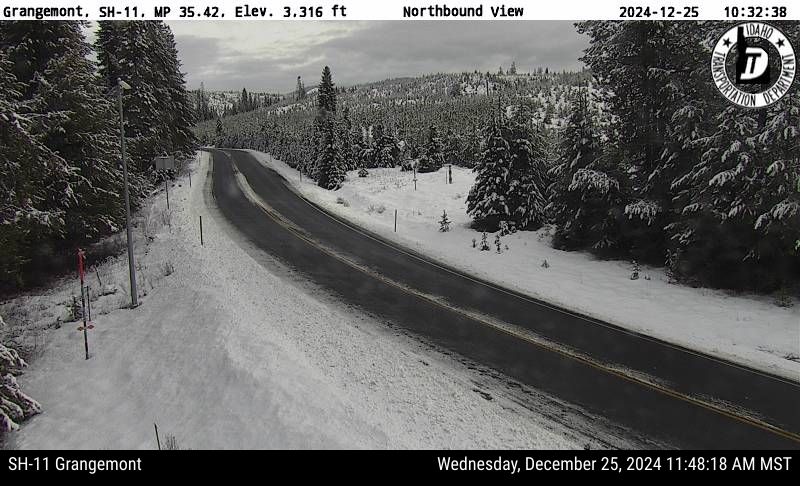 Grangemont, SH-11, MP 35.42, Elev. 3,316 ft Northbound View 2024-12-25 10:32:38
IDAHO
TRANSPORTATION DEPARTMENT
SH-11 Grangemont Wednesday, December 25, 2024 11:48:18 AM MST